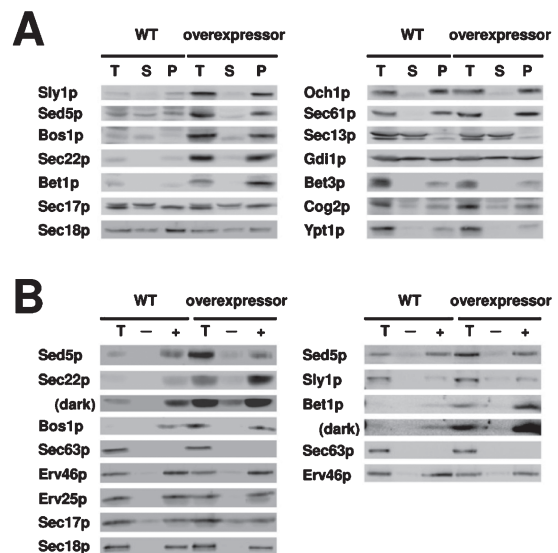 A
WT overexpressor
T S P T S P
Sly1p
Sed5p
Bos1p
Sec22p
Bet1p
Sec17p
Sec18p
WT overexpressor
T S P T S P
Och1p
Sec61p
Sec13p
Gdi1p
Bet3p
Cog2p
Ypt1p
B
WT overexpressor
T – + T – +
Sed5p
Sec22p
(dark)
Bos1p
Sec63p
Erv46p
Erv25p
Sec17p
Sec18p
WT overexpressor
T – + T – +
Sed5p
Sly1p
Bet1p
(dark)
Sec63p
Erv46p